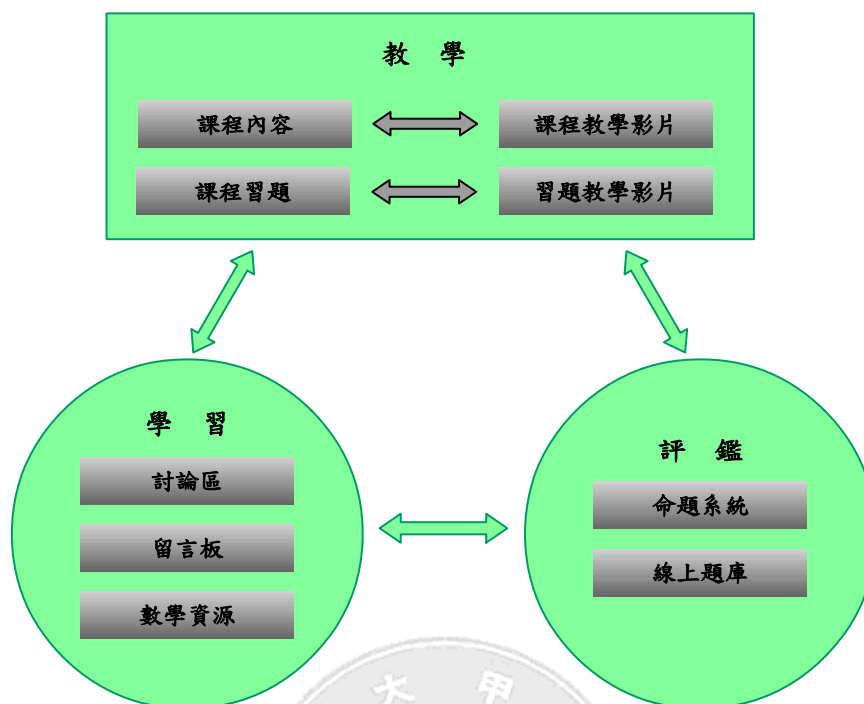 教 學
課程內容
課程教學影片
課程習題
習題教學影片
學 習
討論區
留言板
數學資源
評 鑑
命題系統
線上題庫
大 甲